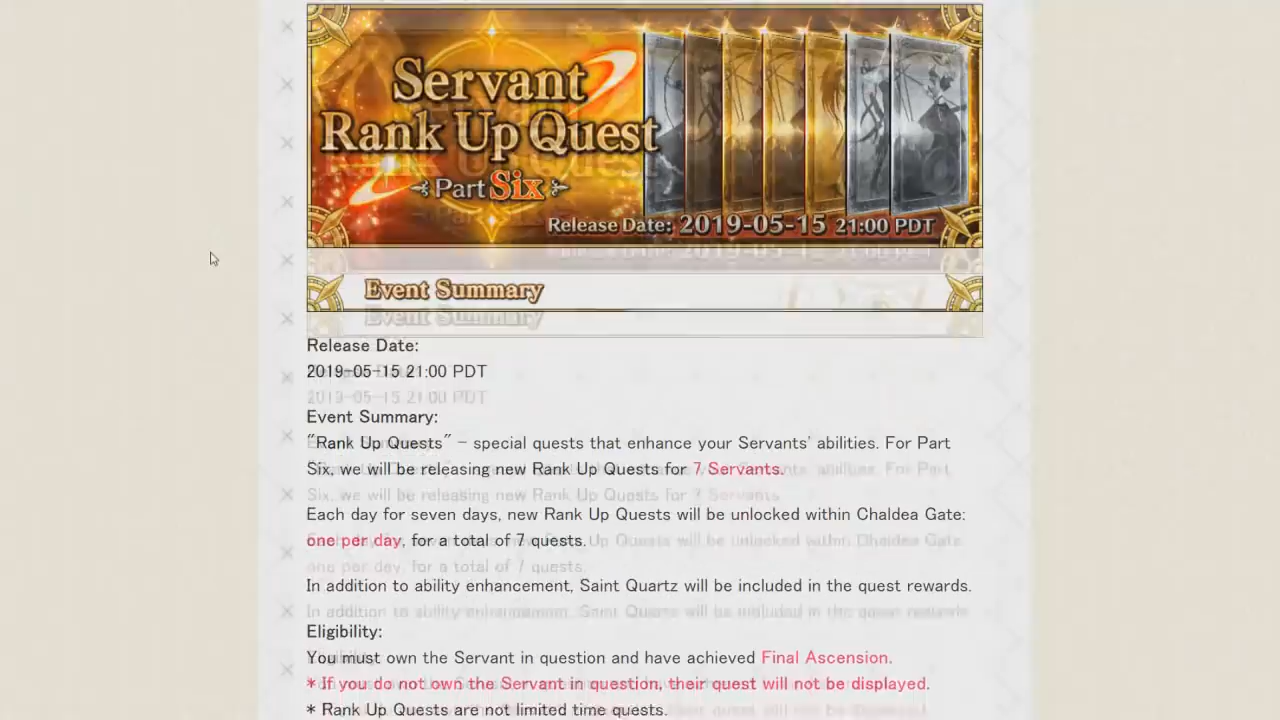 Servant
Rank Up Quest
Part Six
Release Date: 2019-05-15 21:00 PDT
Event Summary
Release Date:
2019-05-15 21:00 PDT
Event Summary:
"Rank Up Quests" – special quests that enhance your Servants' abilities. For Part
Six, we will be releasing new Rank Up Quests for 7 Servants.
Each day for seven days, new Rank Up Quests will be unlocked within Chaldea Gate:
one per day, for a total of 7 quests.
In addition to ability enhancement, Saint Quartz will be included in the quest rewards.
Eligibility:
You must own the Servant in question and have achieved Final Ascension.
* If you do not own the Servant in question, their quest will not be displayed.
* Rank Up Quests are not limited time quests.